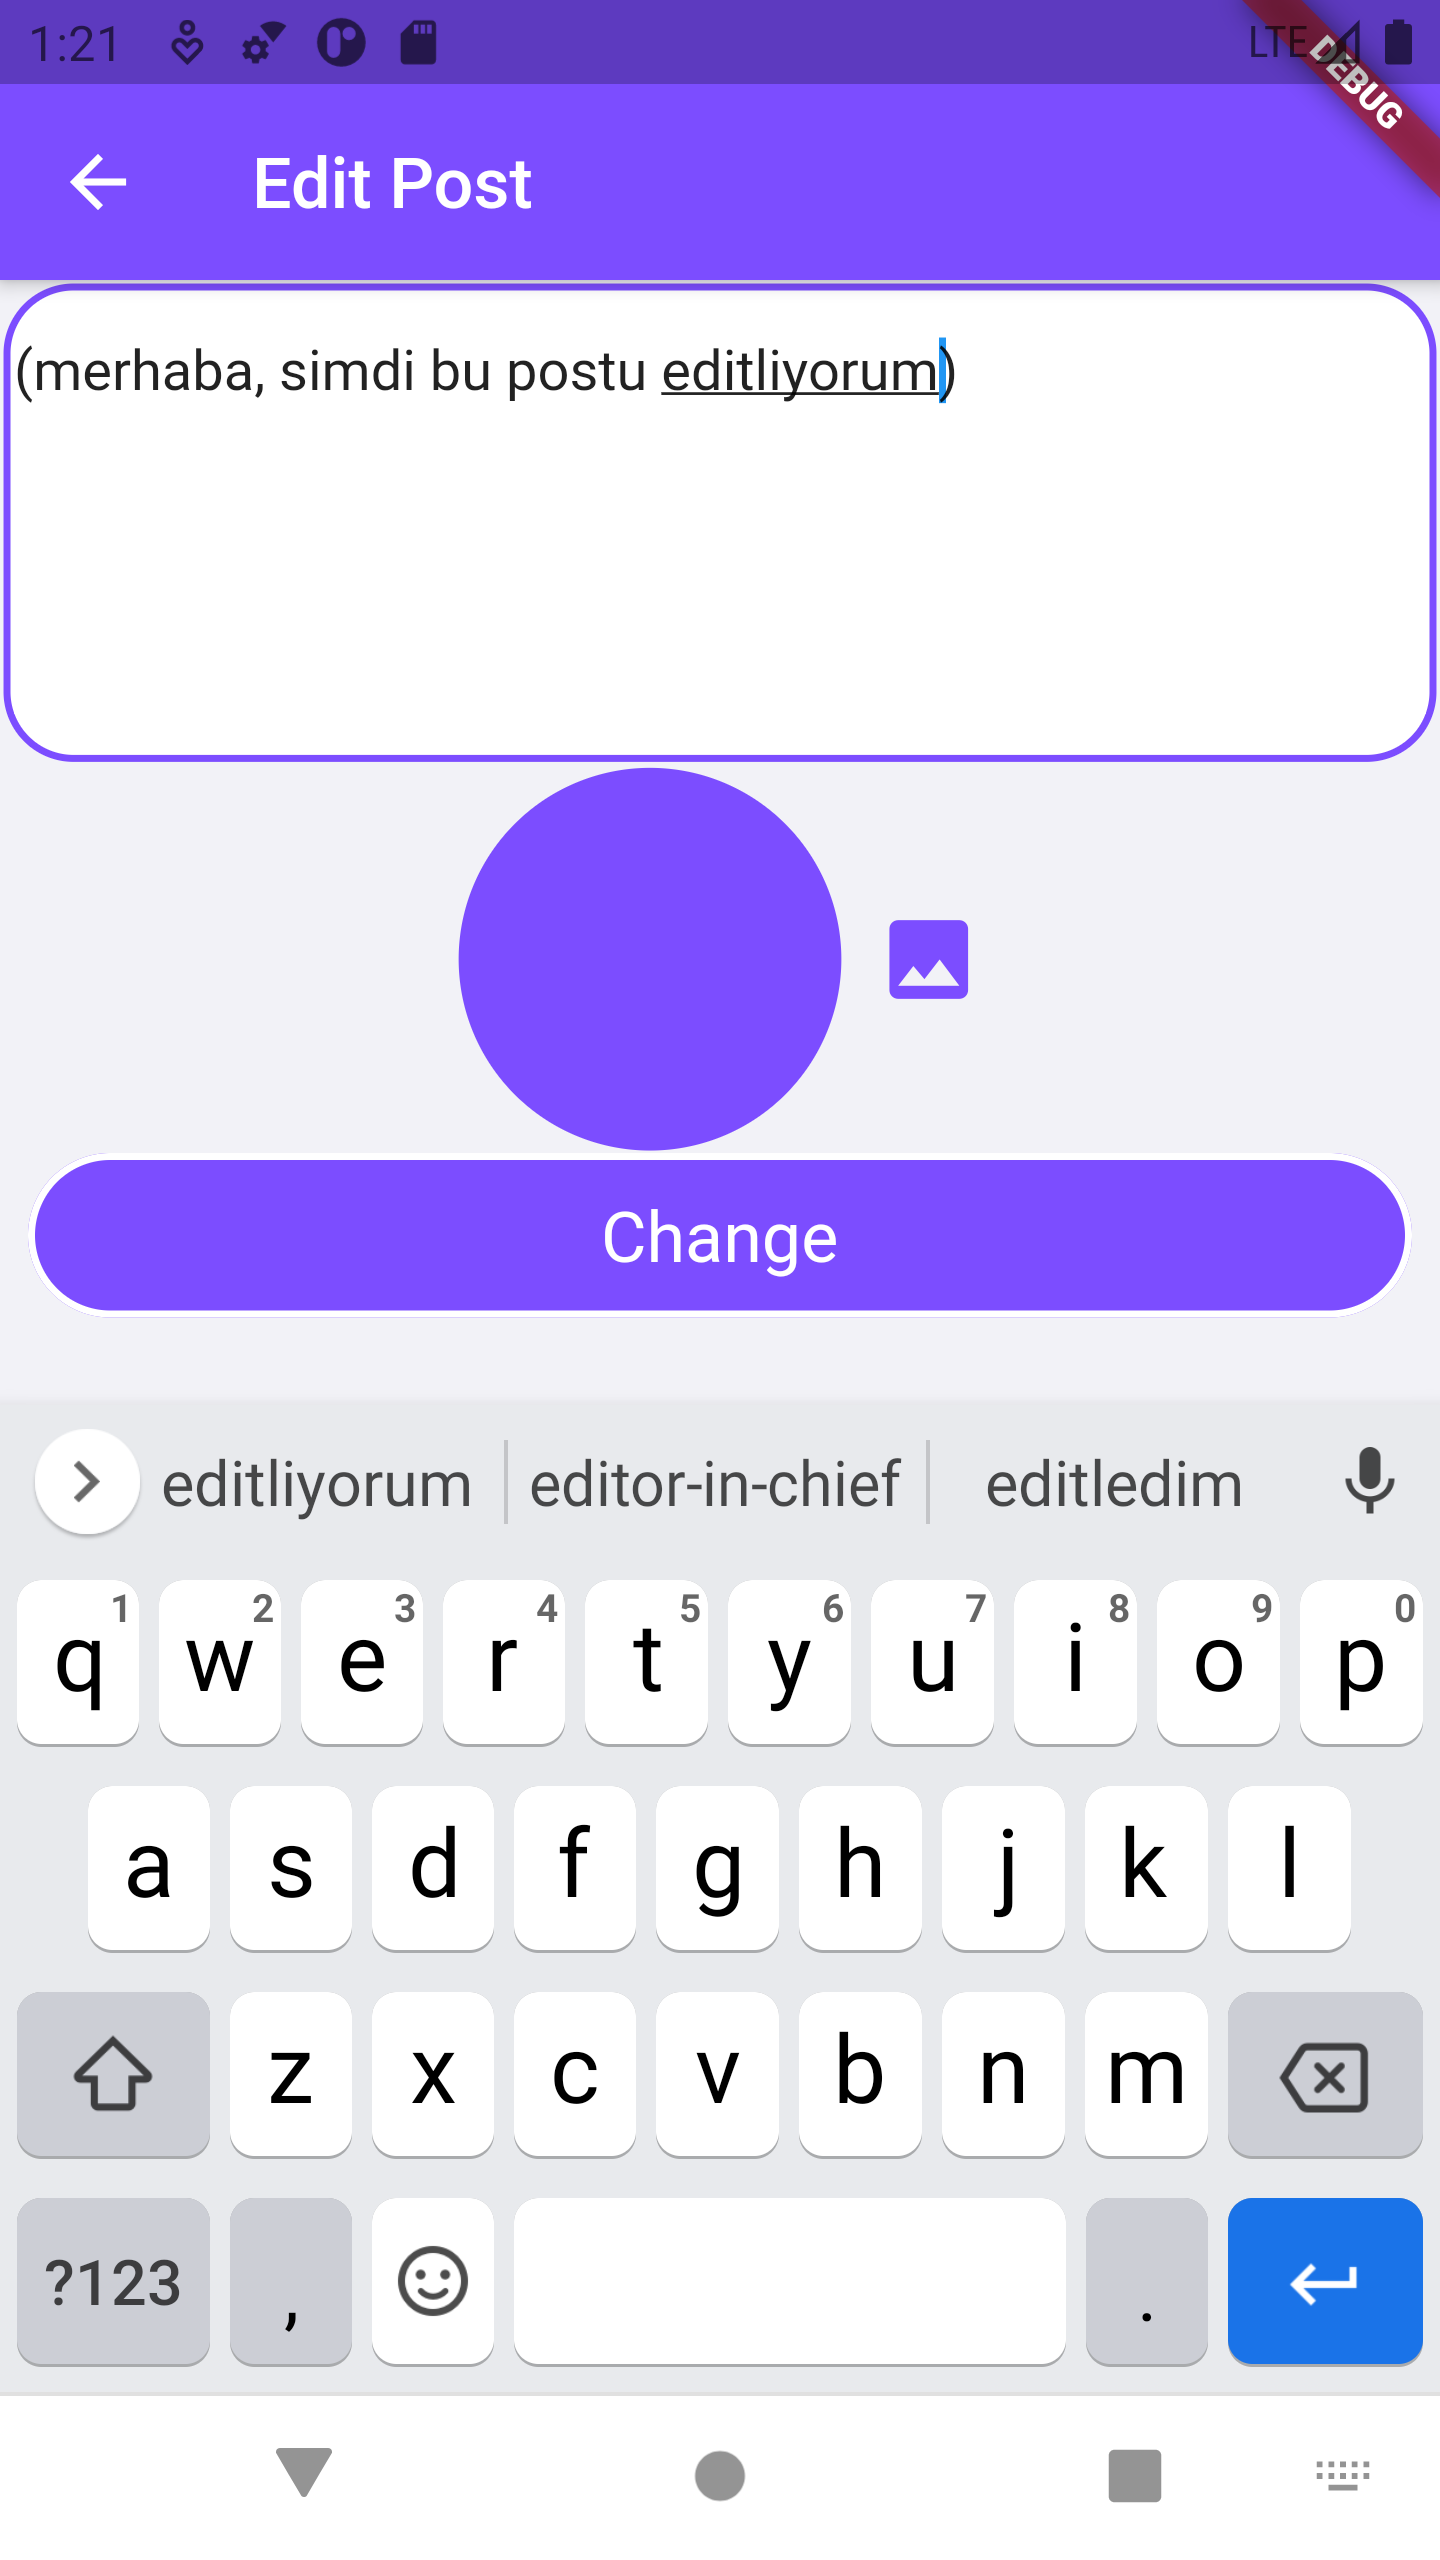 1:21
LTE
DEBUG
Edit Post
(merhaba, simdi bu postu editliyorum)
Change
editliyorum editor-in-chief editledim
1 2 3 4 5 6 7 8 9 0
q w e r t y u i o p
a s d f g h j k l
z x c v b n m
?123 , .